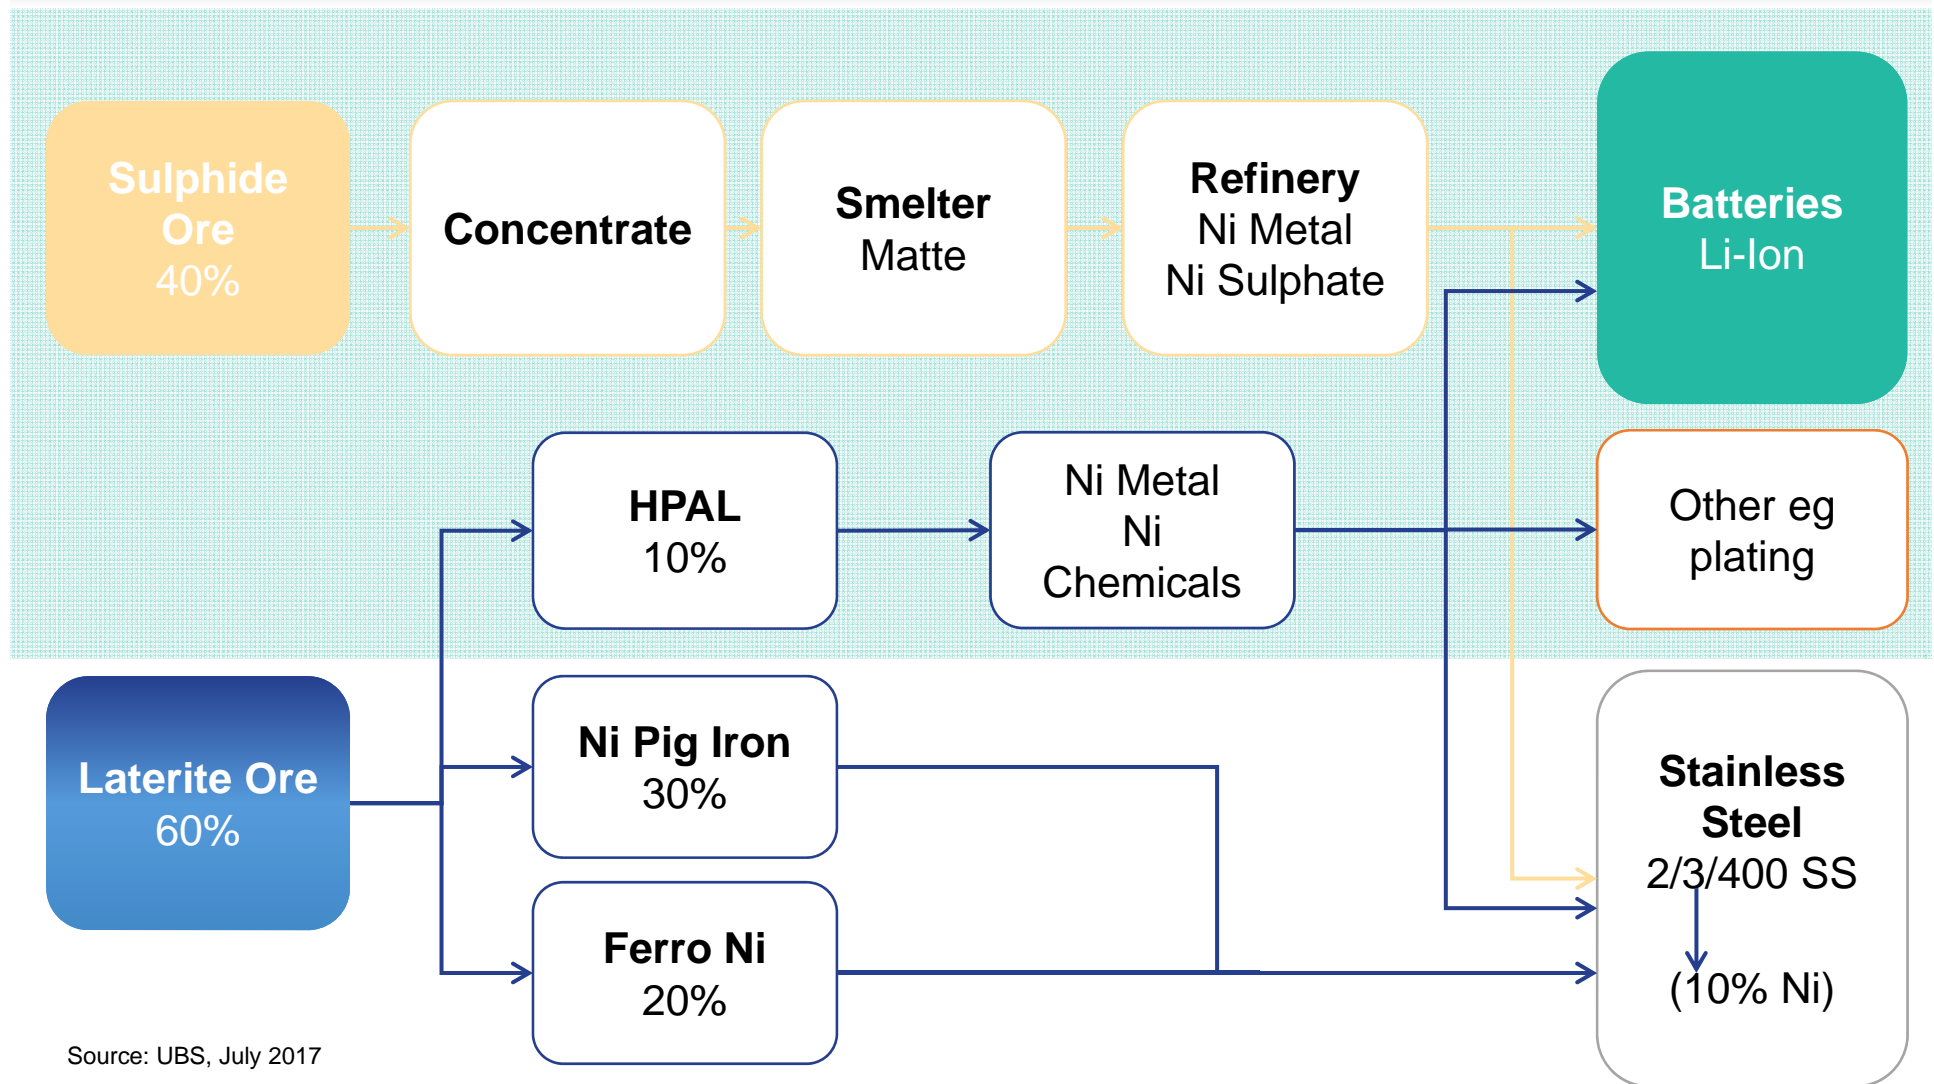 Sulphide
Ore
40%
Concentrate
Smelter
Matte
Refinery
Ni Metal
Ni Sulphate
Batteries
Li-Ion
HPAL
10%
Ni Metal
Ni
Chemicals
Other eg
plating
Laterite Ore
60%
Ni Pig Iron
30%
Ferro Ni
20%
Stainless
Steel
2/3/400 SS
(10% Ni)
Source: UBS, July 2017